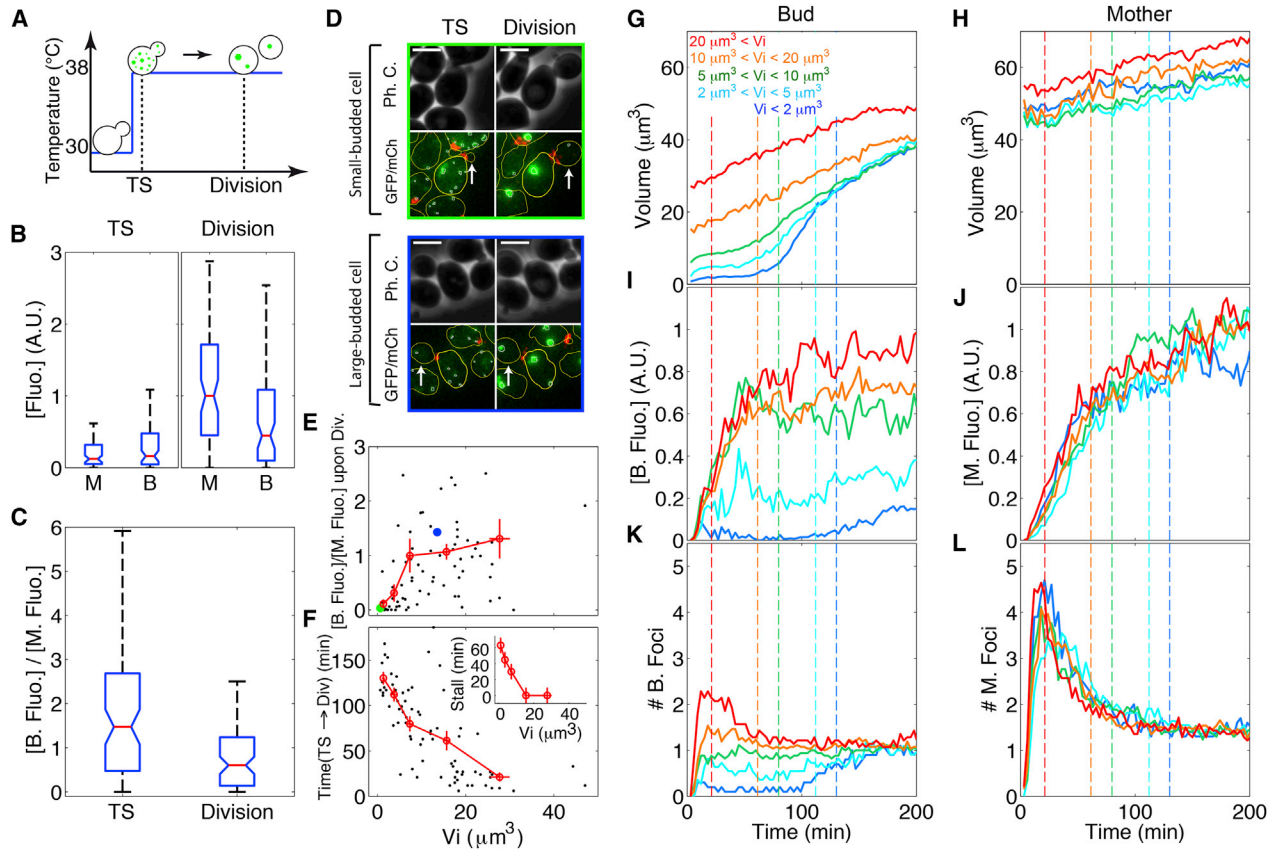 A
Temperature (°C)
38
30
TS
Division
B
TS
Division
[Fluo.] (A.U.)
3
2
1
0
M
B
M
B
C
[B. Fluo.] / [M. Fluo.]
6
5
4
3
2
1
0
TS
Division
D
TS
Division
Small-budded cell
Ph. C.
GFP/mCh
Large-budded cell
Ph. C.
GFP/mCh
E
[B. Fluo.]/[M. Fluo.] upon Div.
3
2
1
0
F
Time(TS → Div) (min)
150
100
50
0
0
20
40
Vi (μm³)
Stall (min)
60
40
20
0
0
20
40
Vi (μm³)
G
Bud
20 μm³ < Vi
10 μm³ < Vi < 20 μm³
5 μm³ < Vi < 10 μm³
2 μm³ < Vi < 5 μm³
Vi < 2 μm³
Volume (μm³)
60
40
20
0
H
Mother
Volume (μm³)
60
40
20
0
I
[B. Fluo.] (A.U.)
1
0.8
0.6
0.4
0.2
0
J
[M. Fluo.] (A.U.)
1
0.8
0.6
0.4
0.2
0
K
# B. Foci
5
4
3
2
1
0
0
100
200
Time (min)
L
# M. Foci
5
4
3
2
1
0
0
100
200
Time (min)